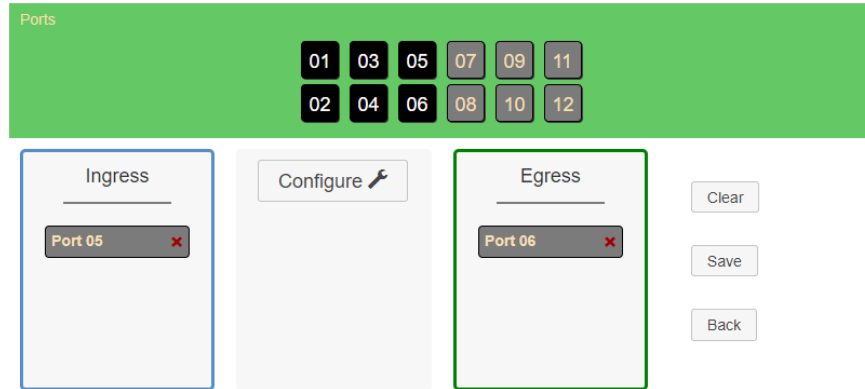 Ports
01 03 05 07 09 11
02 04 06 08 10 12
Ingress
Port 05
Configure
Egress
Port 06
Clear
Save
Back